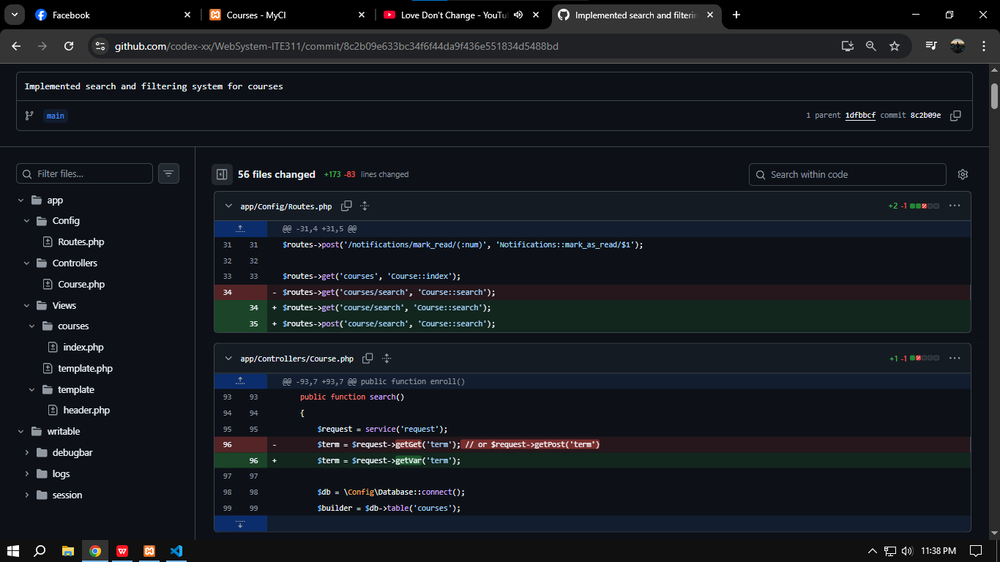 Facebook
Courses - MyCI
Love Don't Change - YouTu
Implemented search and filterin
github.com/codex-xx/WebSystem-ITE311/commit/8c2b09e633bc34f6f44da9f436e551834d5488bd
Implemented search and filtering system for courses
main
1 parent 1dfbbcf commit 8c2b09e
Filter files...
56 files changed +173 -83 lines changed
Search within code
app
Config
Routes.php
Controllers
Course.php
Views
courses
index.php
template.php
template
header.php
writable
debugbar
logs
session
app/Config/Routes.php
+2 -1
@@ -31,4 +31,5 @@
31 31 $routes->post('/notifications/mark_read/(:num)', 'Notifications::mark_as_read/$1');
32 32
33 33 $routes->get('courses', 'Course::index');
34 - $routes->get('courses/search', 'Course::search');
34 + $routes->get('course/search', 'Course::search');
35 + $routes->post('course/search', 'Course::search');
app/Controllers/Course.php
+1 -1
@@ -93,7 +93,7 @@ public function enroll()
93 93 public function search()
94 94 {
95 95 $request = service('request');
96 - $term = $request->getGet('term'); // or $request->getPost('term')
96 + $term = $request->getVar('term');
97 97
98 98 $db = \Config\Database::connect();
99 99 $builder = $db->table('courses');
11:38 PM